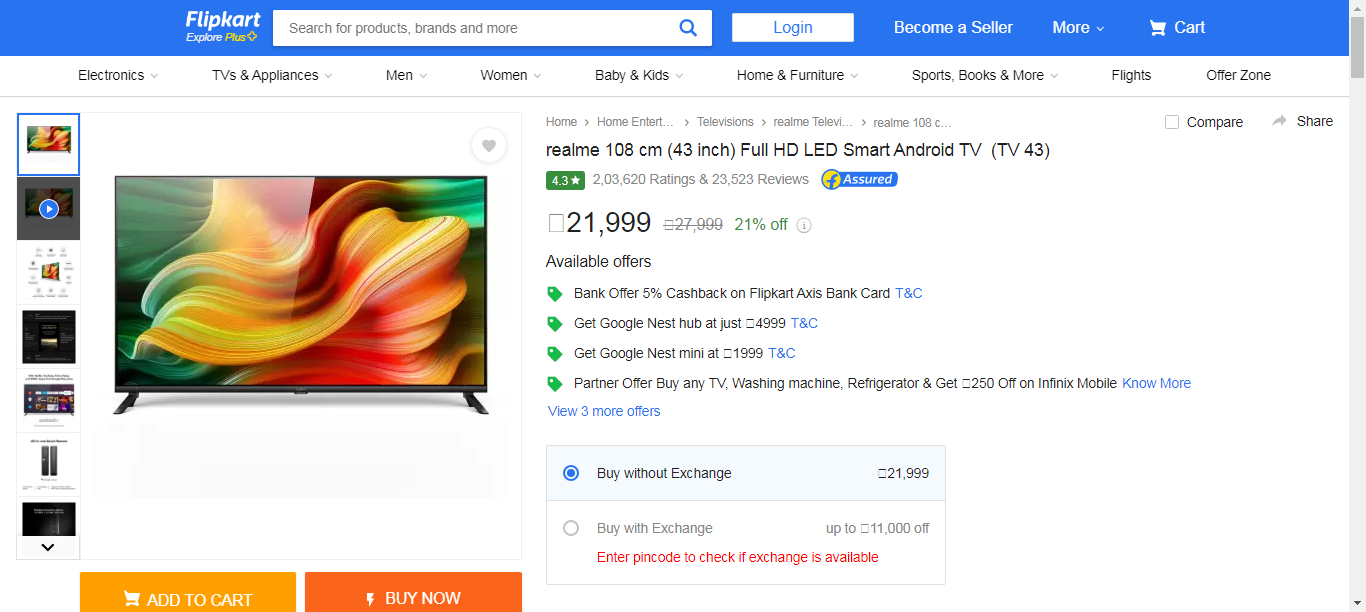 Flipkart
Explore Plus
Search for products, brands and more
Login
Become a Seller
More
Cart
Electronics
TVs & Appliances
Men
Women
Baby & Kids
Home & Furniture
Sports, Books & More
Flights
Offer Zone
Home > Home Entert... > Televisions > realme Televi... > realme 108 c...
Compare
Share
realme 108 cm (43 inch) Full HD LED Smart Android TV (TV 43)
4.3★ 2,03,620 Ratings & 23,523 Reviews
Assured
□21,999 □27,999 21% off
Available offers
Bank Offer 5% Cashback on Flipkart Axis Bank Card T&C
Get Google Nest hub at just □4999 T&C
Get Google Nest mini at □1999 T&C
Partner Offer Buy any TV, Washing machine, Refrigerator & Get □250 Off on Infinix Mobile Know More
View 3 more offers
Buy without Exchange □21,999
Buy with Exchange up to □11,000 off
Enter pincode to check if exchange is available
ADD TO CART
BUY NOW